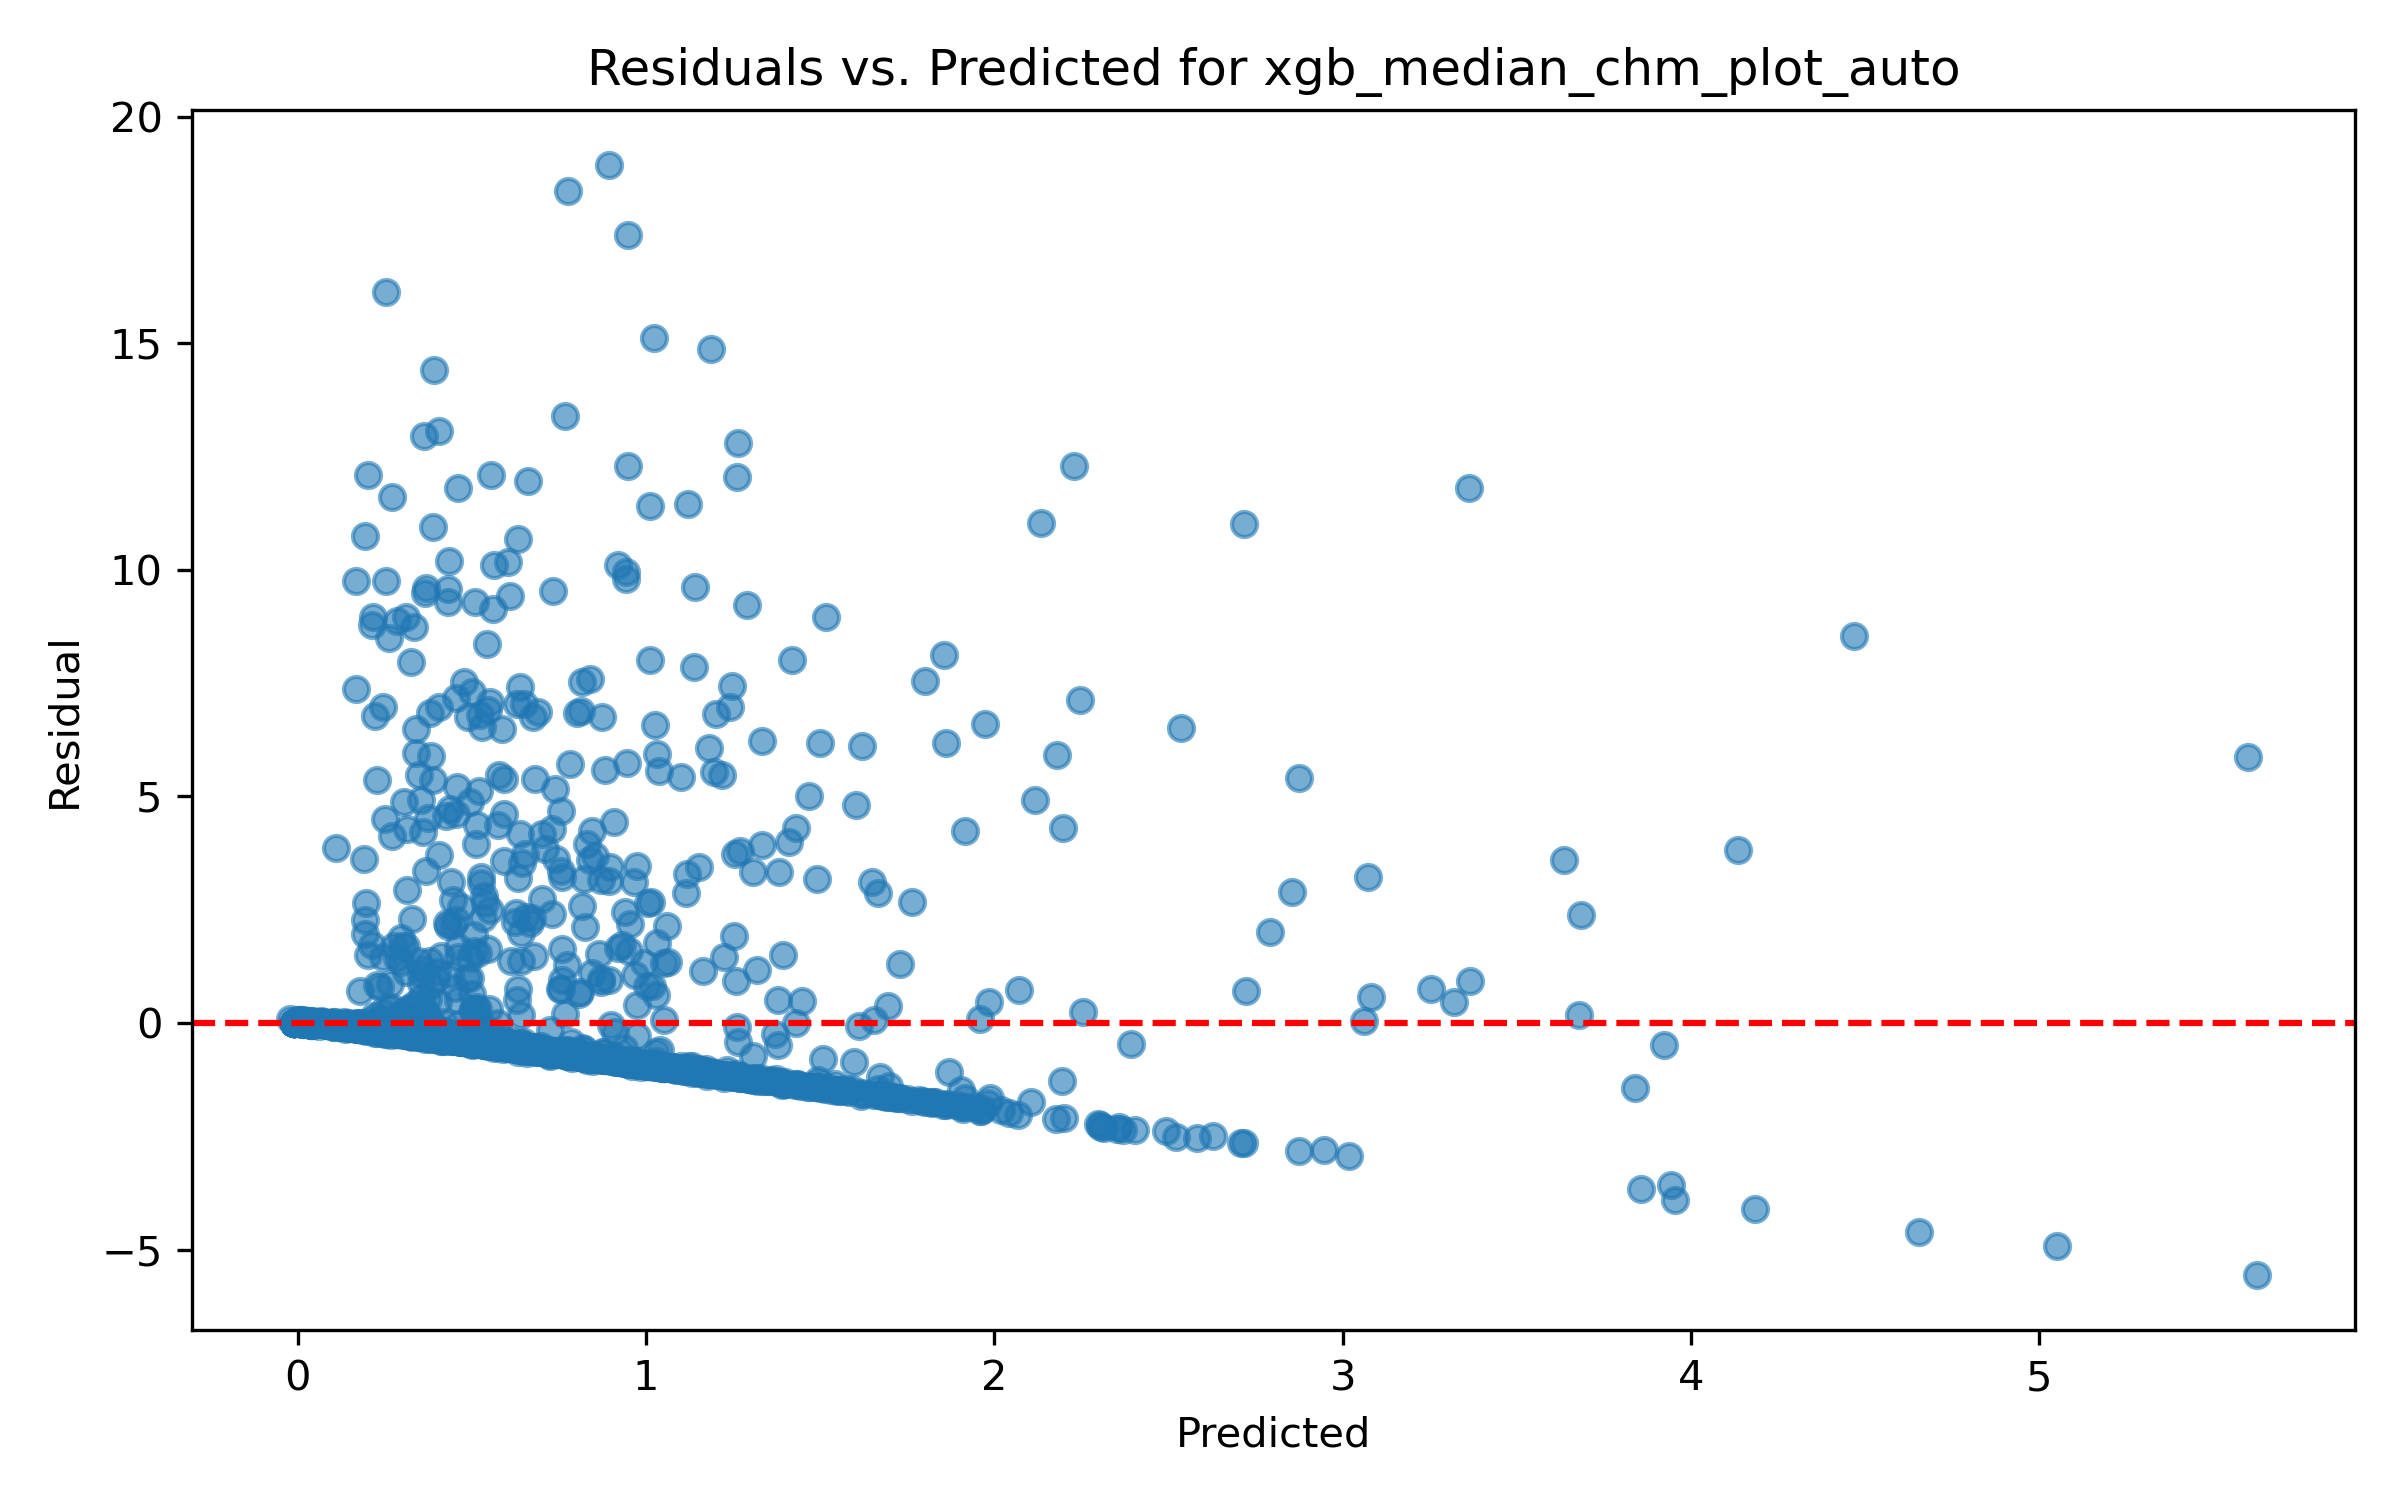 Residuals vs. Predicted for xgb_median_chm_plot_auto
20
15
10
5
0
−5
Residual
0 1 2 3 4 5
Predicted